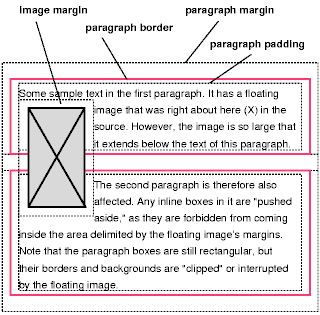 Image margin
paragraph margin
paragraph border
paragraph padding
Some sample text in the first paragraph. It has a floating
image that was right about here (X) in the
source. However, the image is so large that
it extends below the text of this paragraph.
The second paragraph is therefore also
affected. Any inline boxes in it are "pushed
aside," as they are forbidden from coming
inside the area delimited by the floating image's margins.
Note that the paragraph boxes are still rectangular, but
their borders and backgrounds are "clipped" or interrupted
by the floating image.